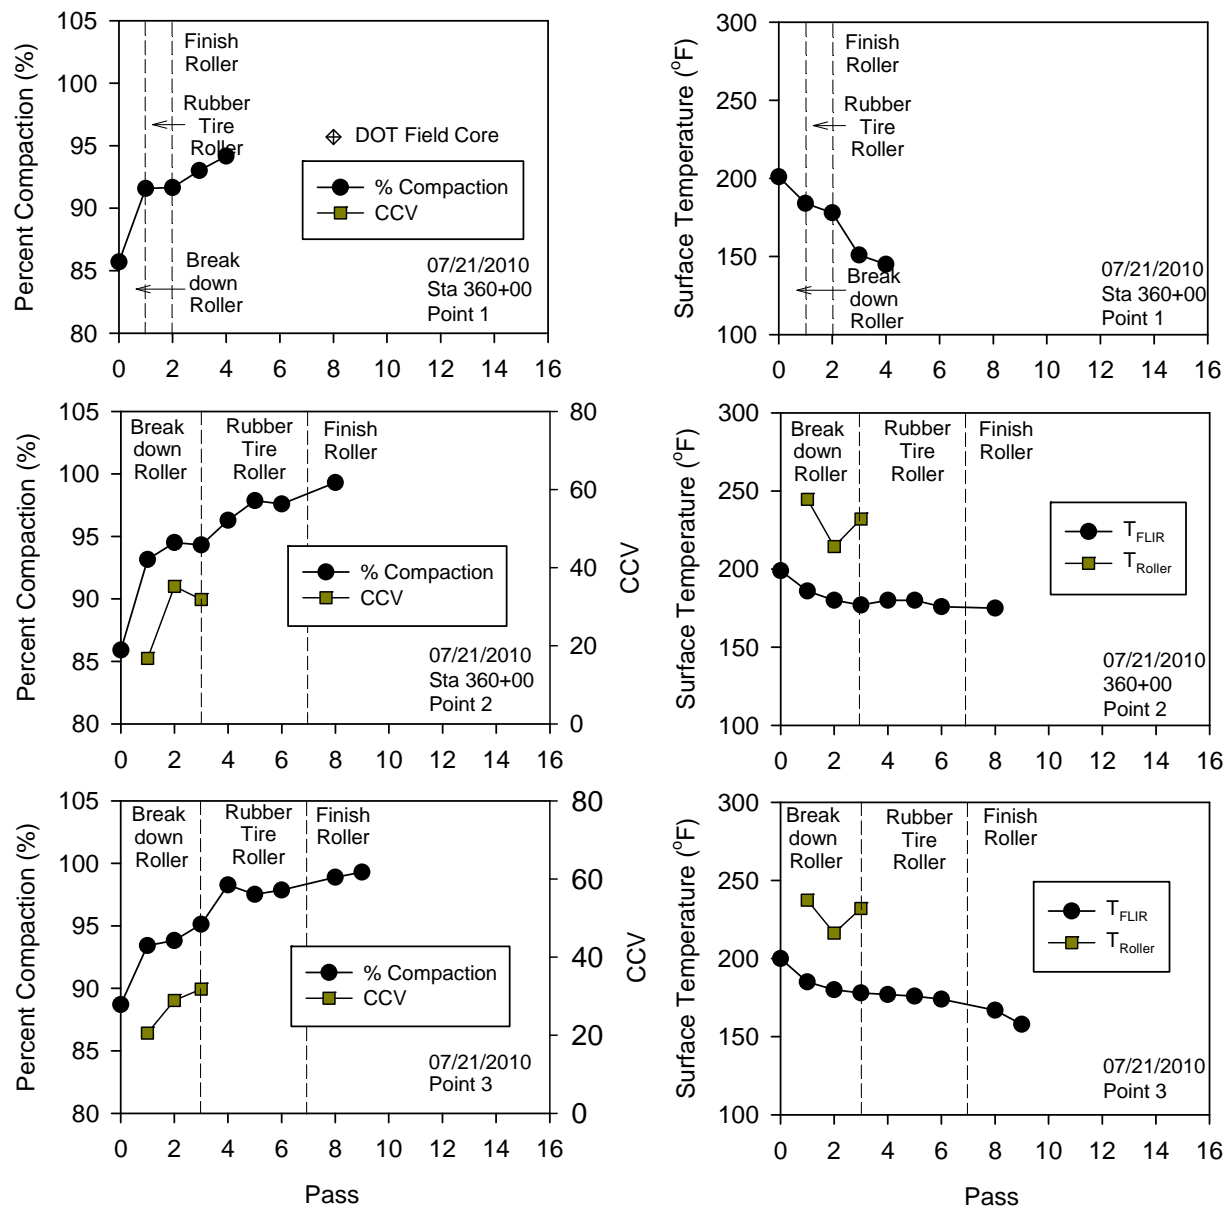 Percent Compaction (%)
105
100
95
90
85
80
Finish
Roller
Rubber
Tire
Roller
DOT Field Core
% Compaction
CCV
Break
down
Roller
07/21/2010
Sta 360+00
Point 1
0 2 4 6 8 10 12 14 16
Surface Temperature (°F)
300
250
200
150
100
Finish
Roller
Rubber
Tire
Roller
Break
down
Roller
07/21/2010
Sta 360+00
Point 1
0 2 4 6 8 10 12 14 16
Percent Compaction (%)
105
100
95
90
85
80
Break
down
Roller
Rubber
Tire
Roller
Finish
Roller
% Compaction
CCV
07/21/2010
Sta 360+00
Point 2
80
60
40
20
0
CCV
0 2 4 6 8 10 12 14 16
Surface Temperature (°F)
300
250
200
150
100
Break
down
Roller
Rubber
Tire
Roller
Finish
Roller
T FLIR
T Roller
07/21/2010
360+00
Point 2
0 2 4 6 8 10 12 14 16
Percent Compaction (%)
105
100
95
90
85
80
Break
down
Roller
Rubber
Tire
Roller
Finish
Roller
% Compaction
CCV
07/21/2010
Point 3
80
60
40
20
0
CCV
0 2 4 6 8 10 12 14 16
Pass
Surface Temperature (°F)
300
250
200
150
100
Break
down
Roller
Rubber
Tire
Roller
Finish
Roller
T FLIR
T Roller
07/21/2010
Point 3
0 2 4 6 8 10 12 14 16
Pass